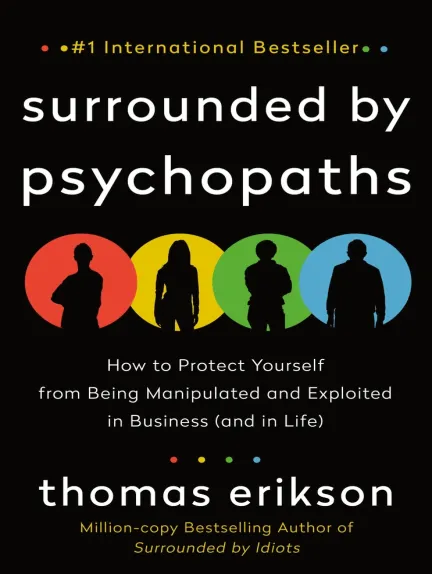 #1 International Bestseller
surrounded by
psychopaths
How to Protect Yourself
from Being Manipulated and Exploited
in Business (and in Life)
thomas erikson
Million-copy Bestselling Author of
Surrounded by Idiots